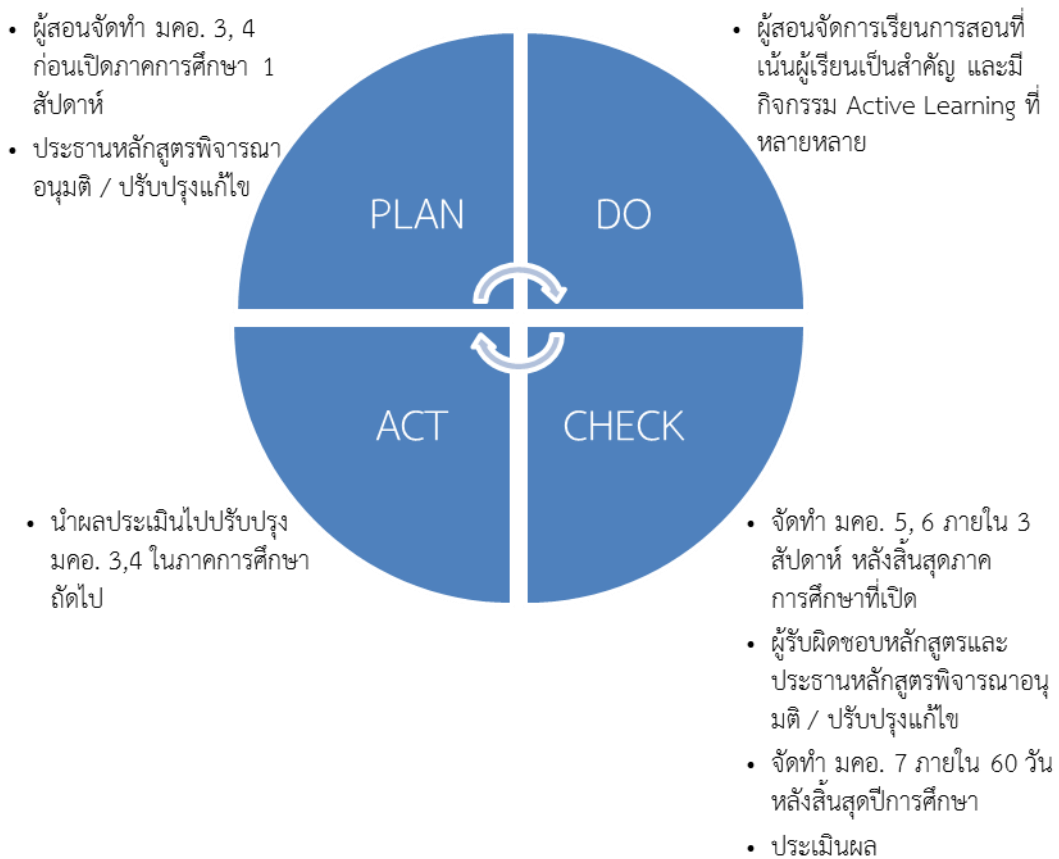 • ผู้สอนจัดทำ มคอ. 3, 4
ก่อนเปิดภาคการศึกษา 1
สัปดาห์
• ประธานหลักสูตรพิจารณา
อนุมติ / ปรับปรุงแก้ไข
PLAN
• ผู้สอนจัดการเรียนการสอนที่
เน้นผู้เรียนเป็นสำคัญ และมี
กิจกรรม Active Learning ที่
หลายหลาย
DO
ACT
• นำผลประเมินไปปรับปรุง
มคอ. 3,4 ในภาคการศึกษา
ถัดไป
CHECK
• จัดทำ มคอ. 5, 6 ภายใน 3
สัปดาห์ หลังสิ้นสุดภาค
การศึกษาที่เปิด
• ผู้รับผิดชอบหลักสูตรและ
ประธานหลักสูตรพิจารณาอนุ
มติ / ปรับปรุงแก้ไข
• จัดทำ มคอ. 7 ภายใน 60 วัน
หลังสิ้นสุดปีการศึกษา
• ประเมินผล